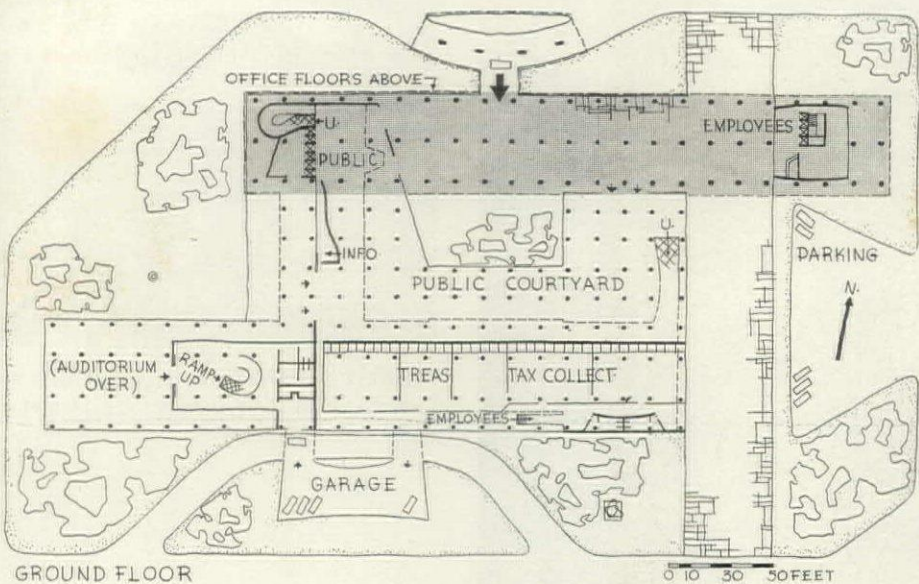 OFFICE FLOORS ABOVE
U.
PUBLIC
EMPLOYEES
INFO
U
PUBLIC COURTYARD
PARKING
N.
(AUDITORIUM
OVER)
RAMP
UP
TREAS
TAX COLLECT
EMPLOYEES
GARAGE
GROUND FLOOR
0 10 30 50 FEET